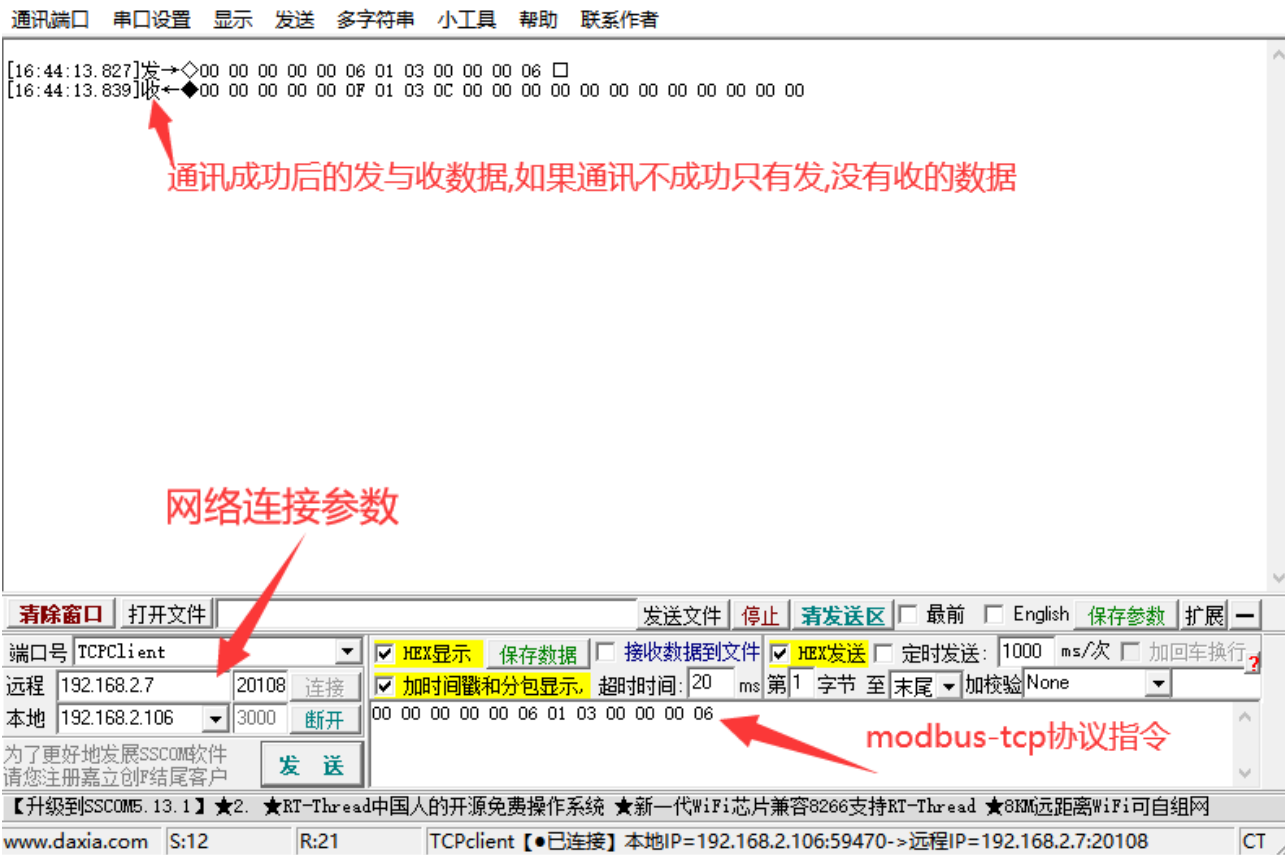 通讯端口 串口设置 显示 发送 多字符串 小工具 帮助 联系作者
[16:44:13.827]发→◇00 00 00 00 00 06 01 03 00 00 00 06 □
[16:44:13.839]收←◆00 00 00 00 00 0F 01 03 0C 00 00 00 00 00 00 00 00 00 00 00 00
通讯成功后的发与收数据,如果通讯不成功只有发,没有收的数据
网络连接参数
清除窗口 打开文件 发送文件 停止 清发送区 最前 English 保存参数 扩展 —
端口号 TCPClient HEX显示 保存数据 接收数据到文件 HEX发送 定时发送: 1000 ms/次 加回车换行
远程 192.168.2.7 20108 连接 加时间戳和分包显示, 超时时间: 20 ms 第1 字节 至 末尾 加校验 None ?
本地 192.168.2.106 3000 断开 00 00 00 00 00 06 01 03 00 00 00 06
modbus-tcp协议指令
为了更好地发展SSCOM软件
请您注册嘉立创F结尾客户
发 送
【升级到SSCOM5.13.1】★2. ★RT-Thread中国人的开源免费操作系统 ★新一代WiFi芯片兼容8266支持RT-Thread ★8KM远距离WiFi可自组网
www.daxia.com S:12 R:21 TCPclient【●已连接】本地IP=192.168.2.106:59470->远程IP=192.168.2.7:20108 CT